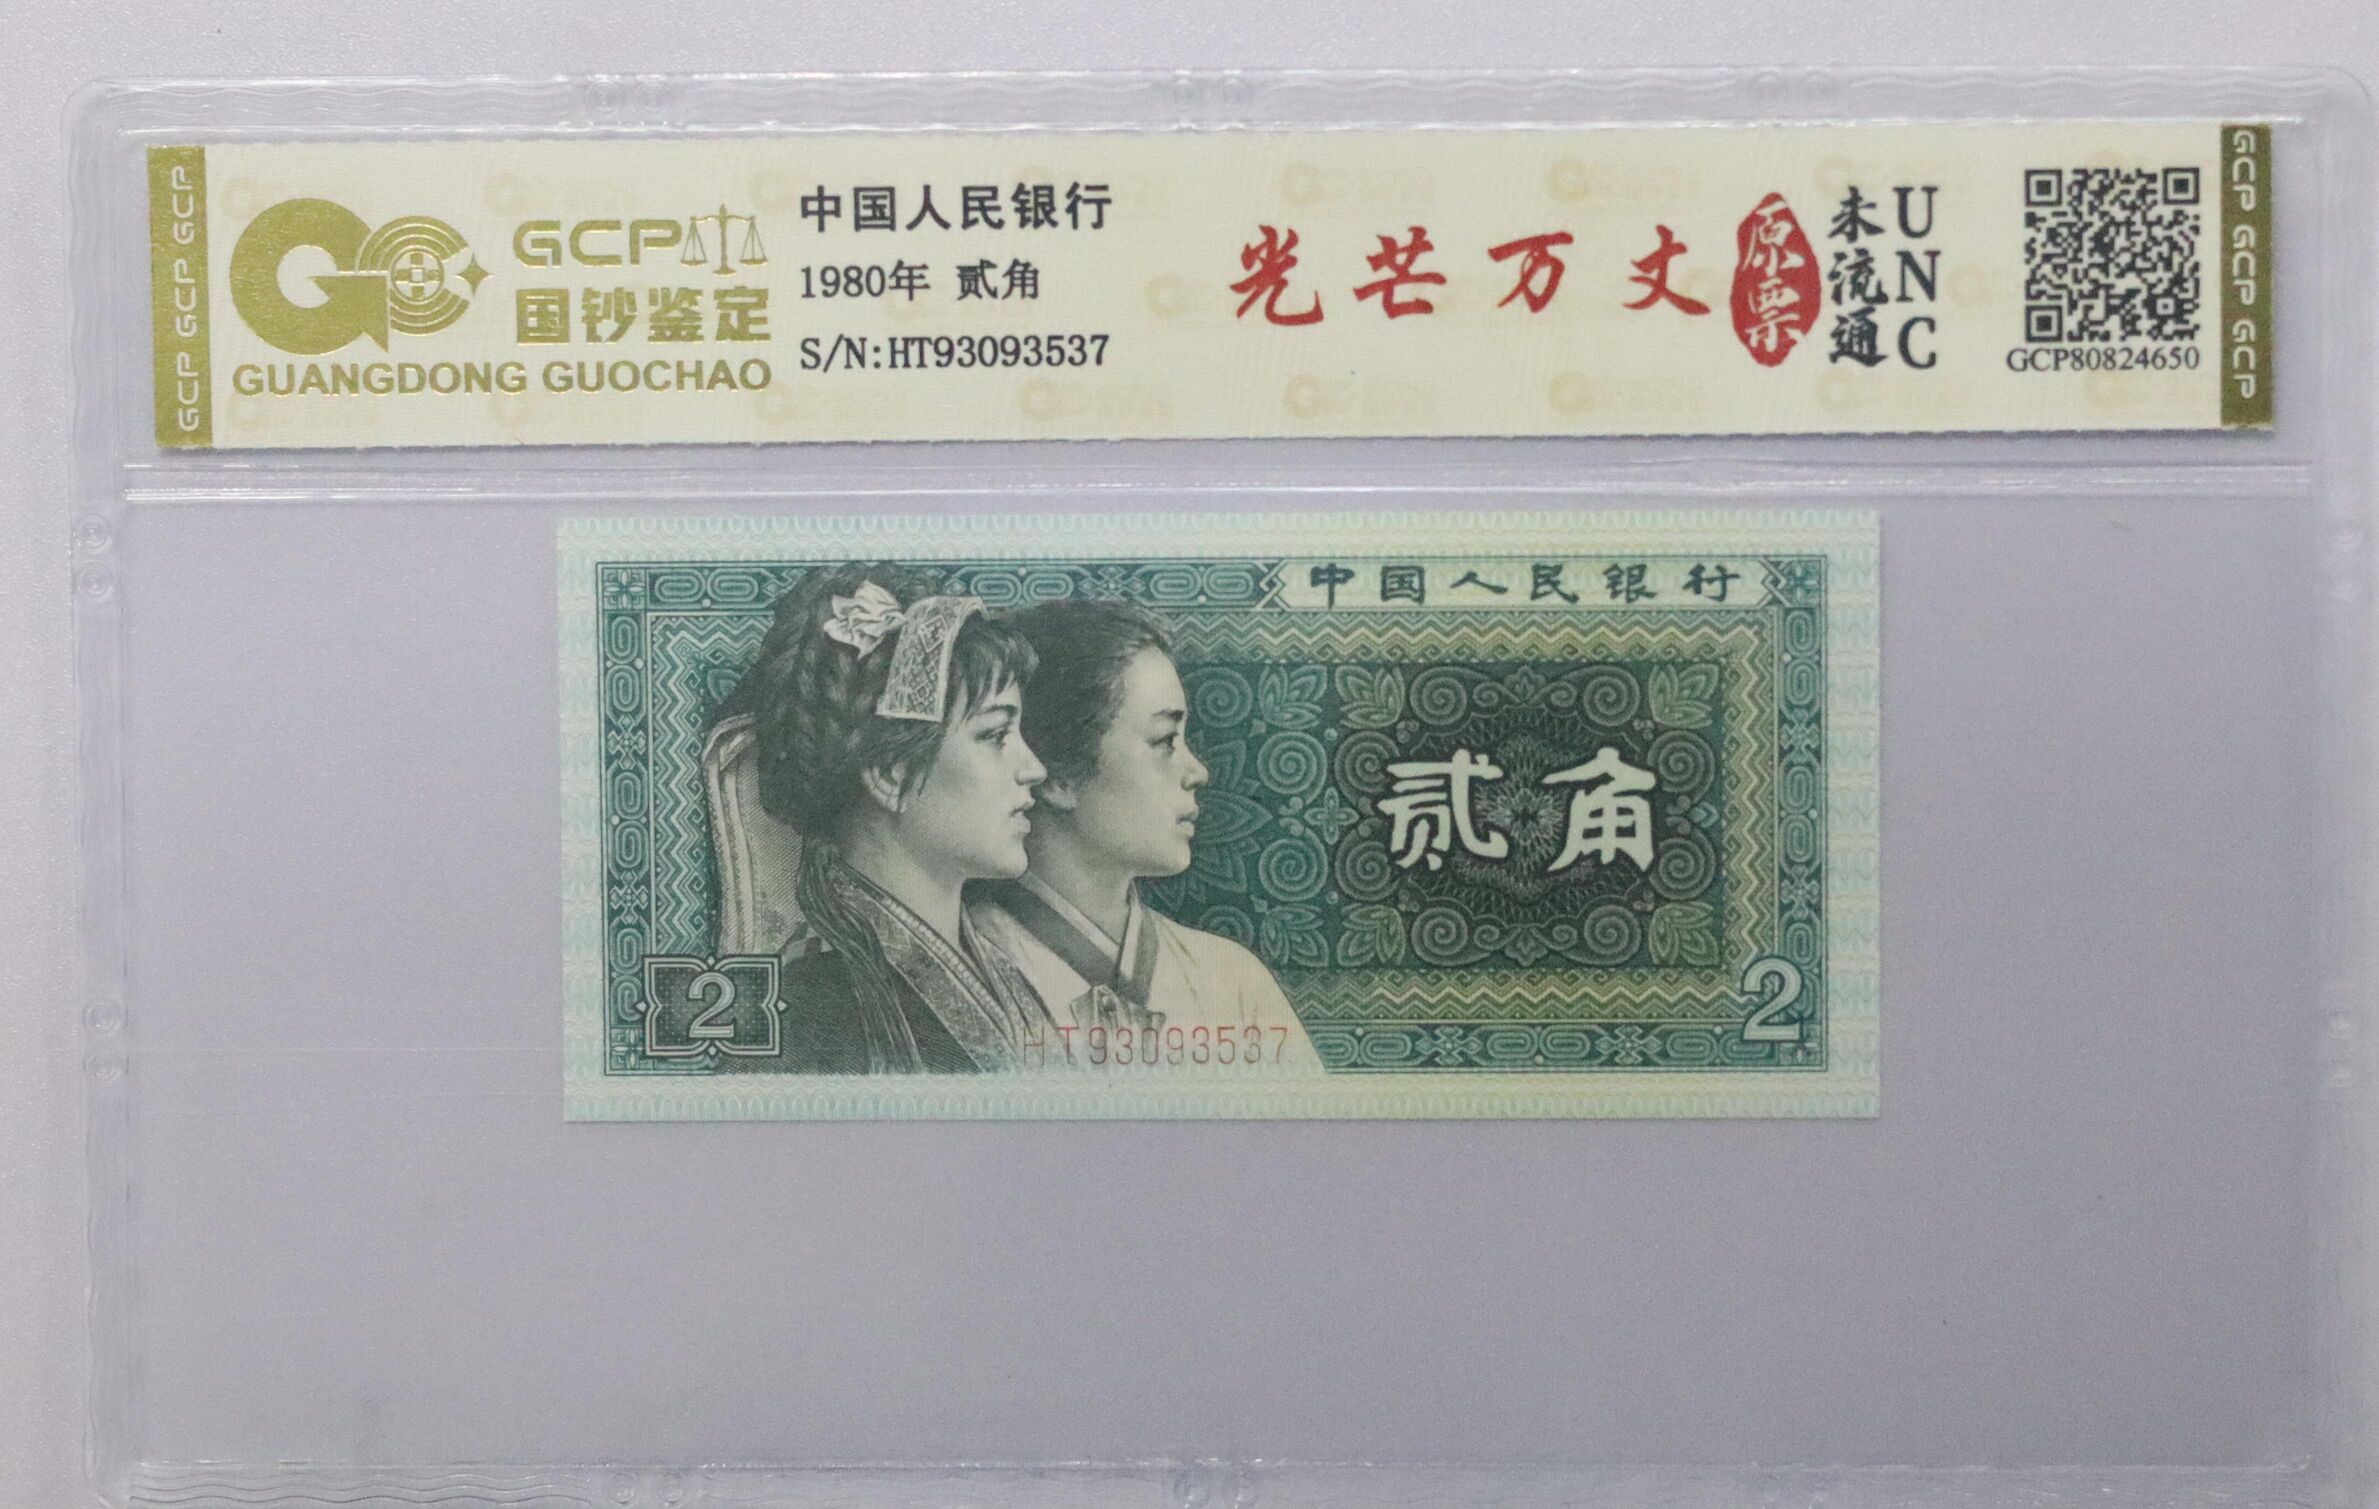 GCP GCP GCP
GCP
国钞鉴定
GUANGDONG GUOCHAO
中国人民银行
1980年 贰角
S/N:HT93093537
光芒万丈
原票
未流通
UNC
GCP80824650
GCP GCP GCP
中国人民银行
贰角
2
2
HT93093537